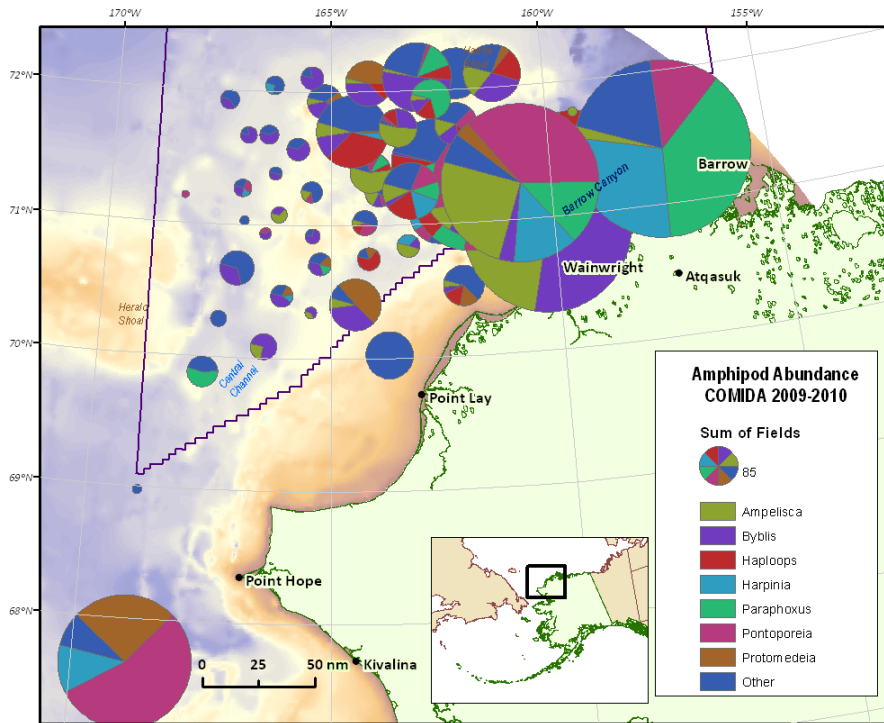 170°W
165°W
160°W
155°W
72°N
71°N
70°N
69°N
68°N
Barrow Canyon
Barrow
Wainwright
Atqasuk
Herald
Shoal
Central
Channel
Point Lay
Point Hope
Kivalina
0 25 50 nm
Amphipod Abundance
COMIDA 2009-2010
Sum of Fields
85
Ampelisca
Byblis
Haploops
Harpinia
Paraphoxus
Pontoporeia
Protomedeia
Other